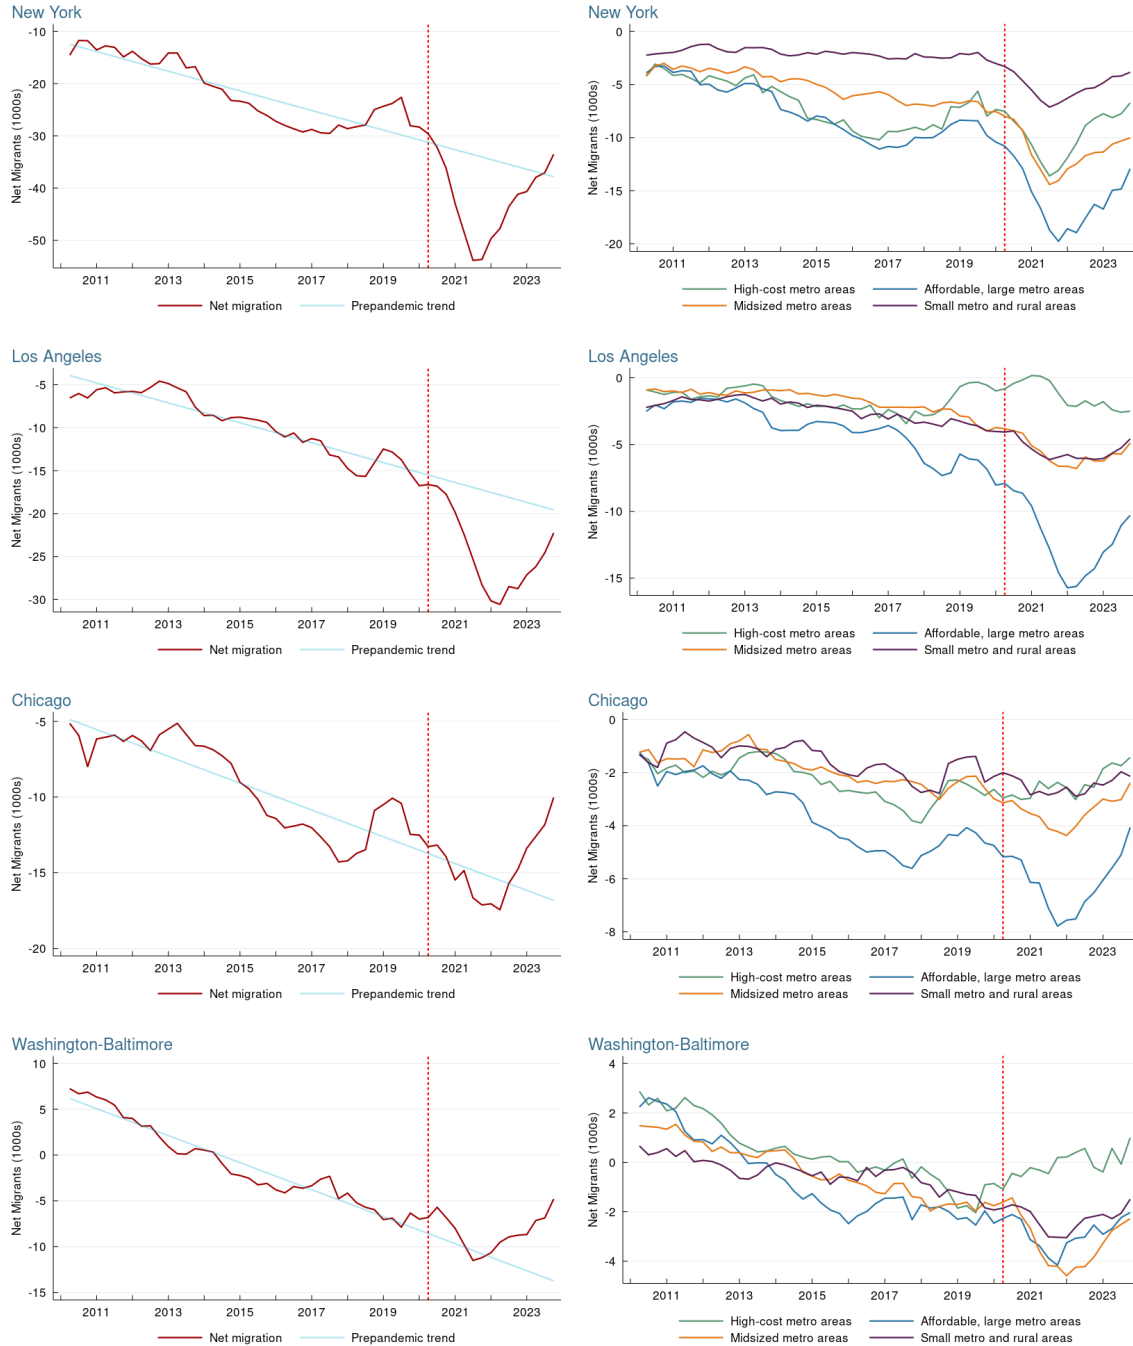 New York
Net Migrants (1000s)
-10
-20
-30
-40
-50
2011 2013 2015 2017 2019 2021 2023
Net migration Prepandemic trend
New York
Net Migrants (1000s)
0
-5
-10
-15
-20
2011 2013 2015 2017 2019 2021 2023
High-cost metro areas Affordable, large metro areas
Midsized metro areas Small metro and rural areas
Los Angeles
Net Migrants (1000s)
-5
-10
-15
-20
-25
-30
2011 2013 2015 2017 2019 2021 2023
Net migration Prepandemic trend
Los Angeles
Net Migrants (1000s)
0
-5
-10
-15
2011 2013 2015 2017 2019 2021 2023
High-cost metro areas Affordable, large metro areas
Midsized metro areas Small metro and rural areas
Chicago
Net Migrants (1000s)
-5
-10
-15
-20
2011 2013 2015 2017 2019 2021 2023
Net migration Prepandemic trend
Chicago
Net Migrants (1000s)
0
-2
-4
-6
-8
2011 2013 2015 2017 2019 2021 2023
High-cost metro areas Affordable, large metro areas
Midsized metro areas Small metro and rural areas
Washington-Baltimore
Net Migrants (1000s)
10
5
0
-5
-10
-15
2011 2013 2015 2017 2019 2021 2023
Net migration Prepandemic trend
Washington-Baltimore
Net Migrants (1000s)
4
2
0
-2
-4
2011 2013 2015 2017 2019 2021 2023
High-cost metro areas Affordable, large metro areas
Midsized metro areas Small metro and rural areas